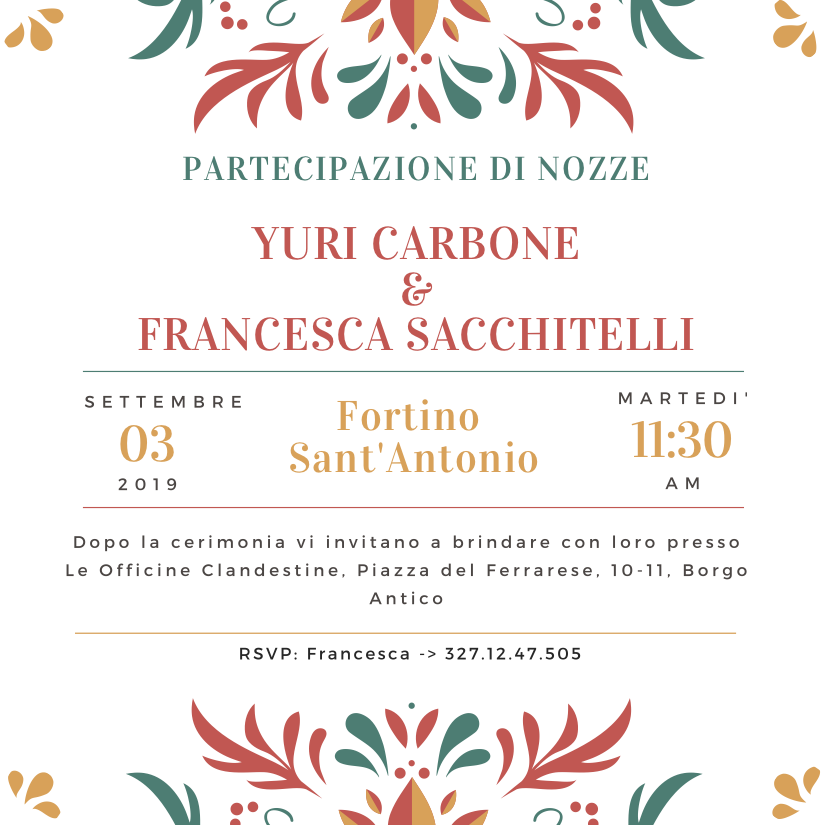 PARTECIPAZIONE DI NOZZE
YURI CARBONE
&
FRANCESCA SACCHITELLI
SETTEMBRE
03
2019
Fortino
Sant'Antonio
MARTEDI'
11:30
AM
Dopo la cerimonia vi invitano a brindare con loro presso
Le Officine Clandestine, Piazza del Ferrarese, 10-11, Borgo
Antico
RSVP: Francesca -> 327.12.47.505